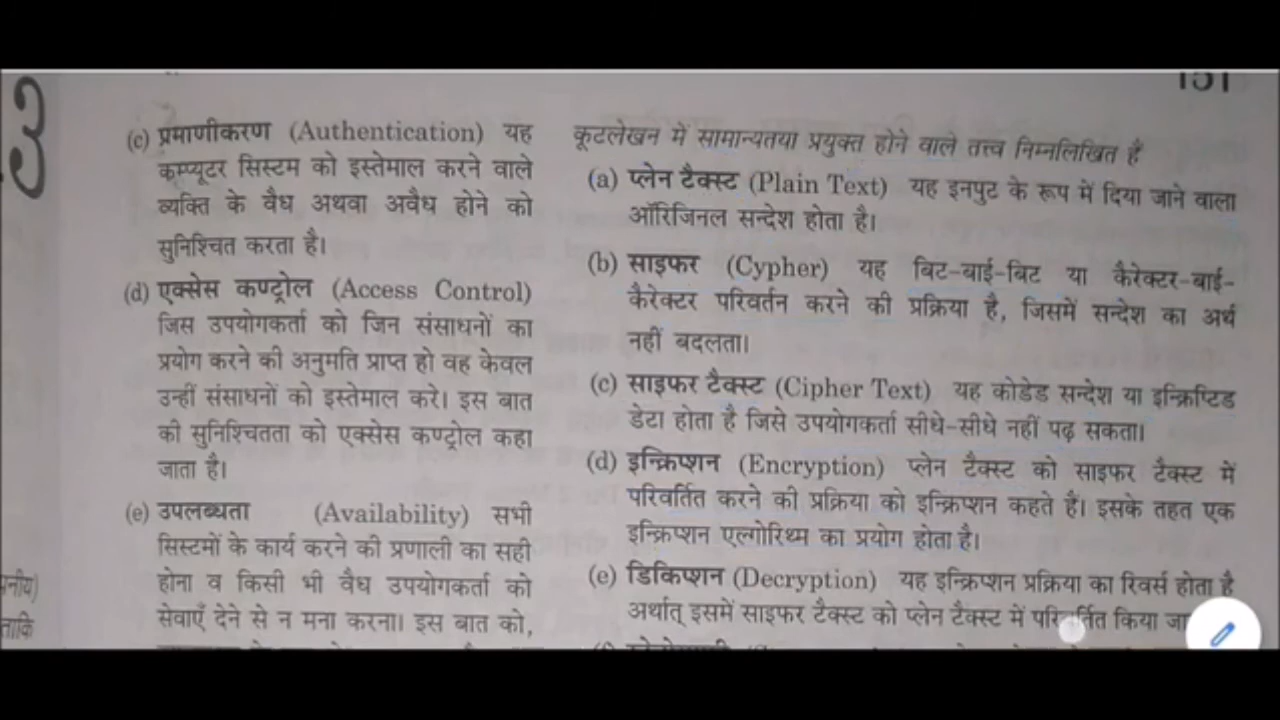 151
(c) प्रमाणीकरण (Authentication) यह
कम्प्यूटर सिस्टम को इस्तेमाल करने वाले
व्यक्ति के वैध अथवा अवैध होने को
सुनिश्चित करता है।
(d) एक्सेस कण्ट्रोल (Access Control)
जिस उपयोगकर्ता को जिन संसाधनों का
प्रयोग करने की अनुमति प्राप्त हो वह केवल
उन्हीं संसाधनों को इस्तेमाल करे। इस बात
की सुनिश्चितता को एक्सेस कण्ट्रोल कहा
जाता है।
(e) उपलब्धता (Availability) सभी
सिस्टमों के कार्य करने की प्रणाली का सही
होना व किसी भी वैध उपयोगकर्ता को
सेवाएँ देने से न मना करना। इस बात को,
कूटलेखन में सामान्यतया प्रयुक्त होने वाले तत्त्व निम्नलिखित हैं
(a) प्लेन टैक्स्ट (Plain Text) यह इनपुट के रूप में दिया जाने वाला
ऑरिजिनल सन्देश होता है।
(b) साइफर (Cypher) यह बिट-बाई-बिट या कैरेक्टर-बाई-
कैरेक्टर परिवर्तन करने की प्रक्रिया है, जिसमें सन्देश का अर्थ
नहीं बदलता।
(c) साइफर टैक्स्ट (Cipher Text) यह कोडेड सन्देश या इन्क्रिप्टिड
डेटा होता है जिसे उपयोगकर्ता सीधे-सीधे नहीं पढ़ सकता।
(d) इन्क्रिप्शन (Encryption) प्लेन टैक्स्ट को साइफर टैक्स्ट में
परिवर्तित करने की प्रक्रिया को इन्क्रिप्शन कहते हैं। इसके तहत एक
इन्क्रिप्शन एल्गोरिथ्म का प्रयोग होता है।
(e) डिकिप्शन (Decryption) यह इन्क्रिप्शन प्रक्रिया का रिवर्स होता है
अर्थात् इसमें साइफर टैक्स्ट को प्लेन टैक्स्ट में परिवर्तित किया